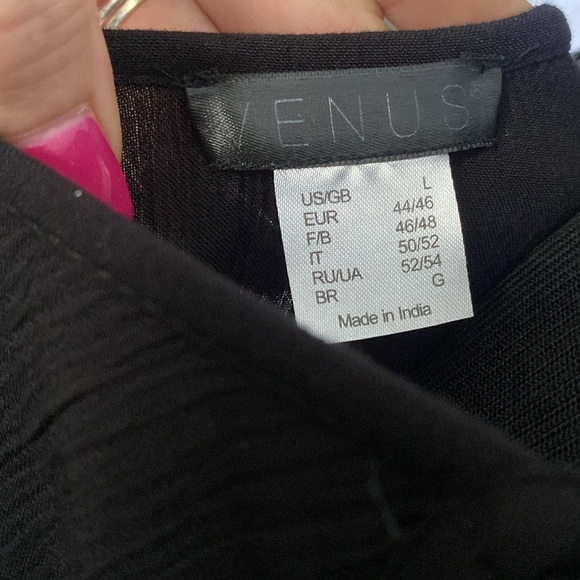 VENUS
US/GB L
EUR 44/46
F/B 46/48
IT 50/52
RU/UA 52/54
BR G
Made in India